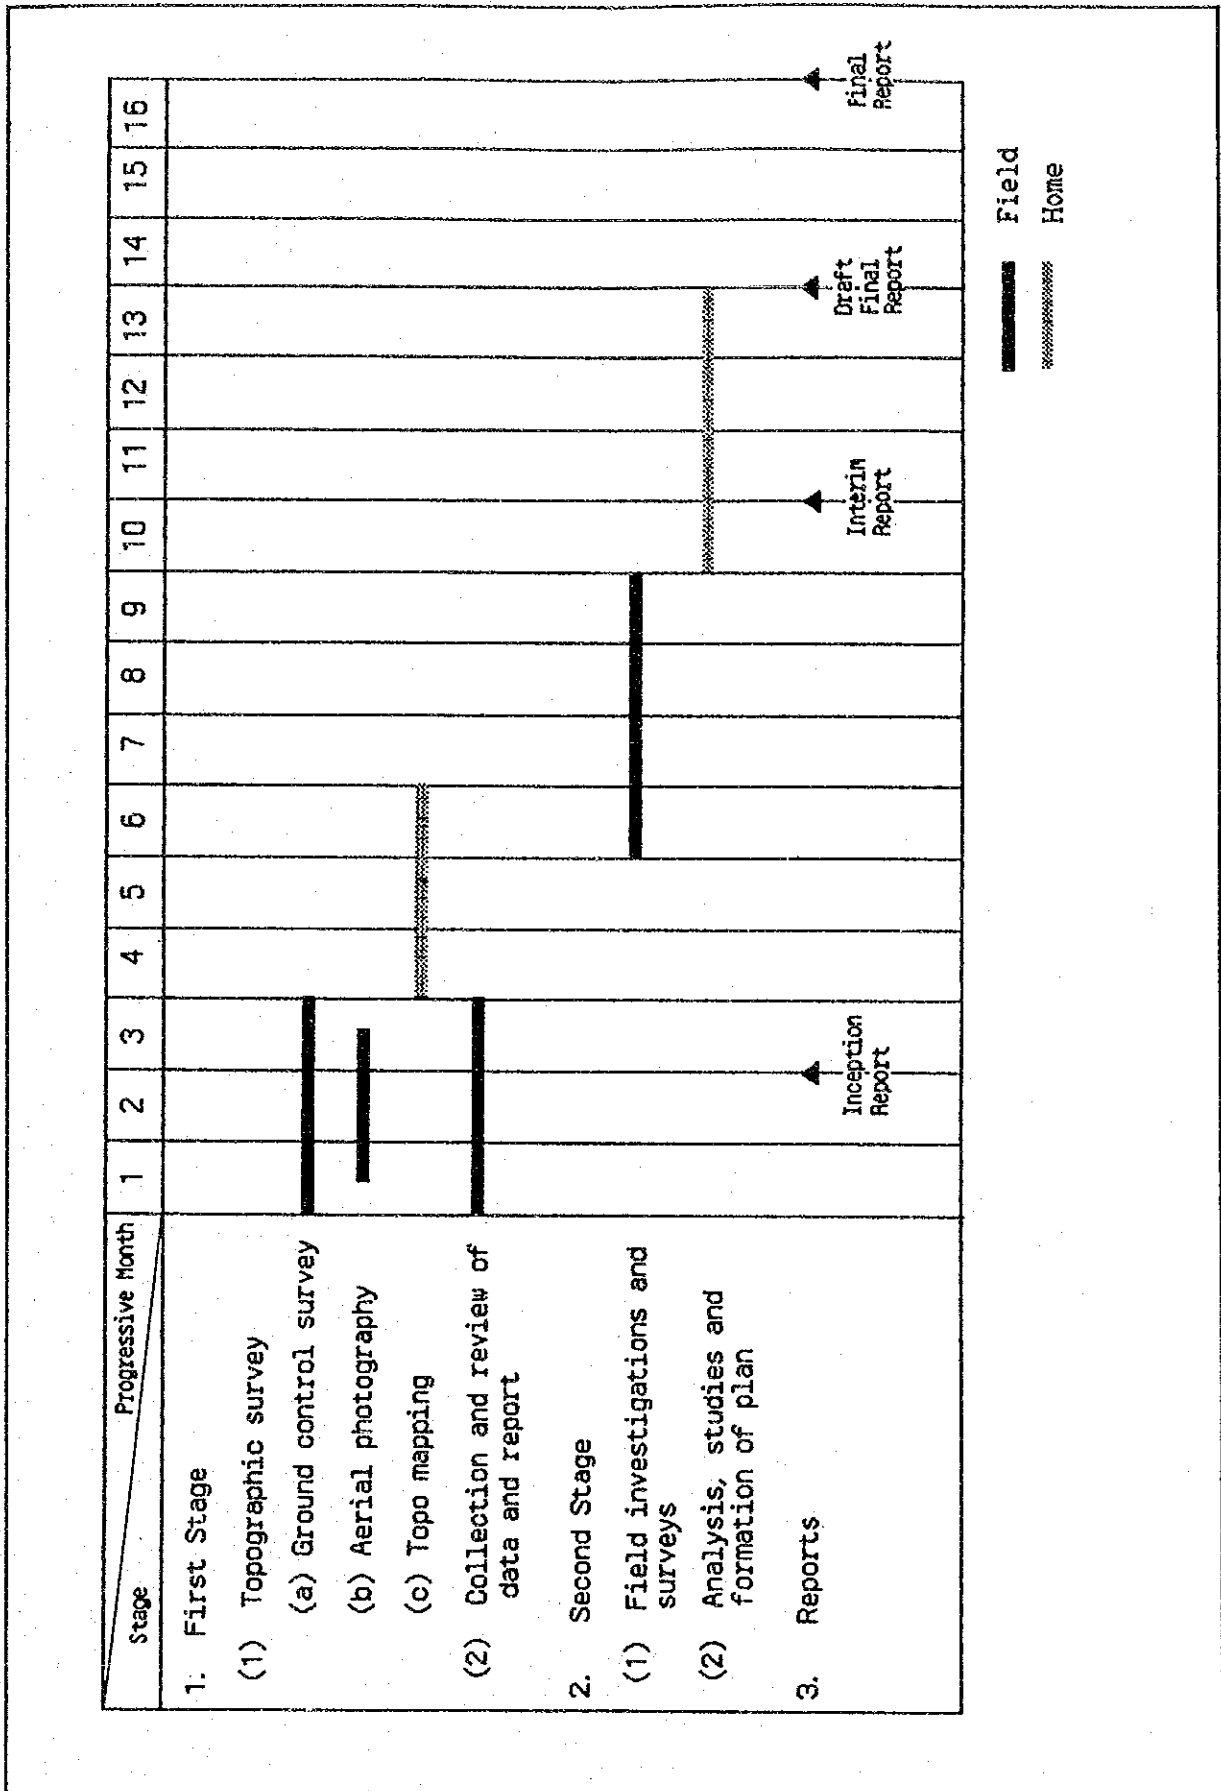 Stage Progressive Month 1 2 3 4 5 6 7 8 9 10 11 12 13 14 15 16
1. First Stage
(1) Topographic survey
(a) Ground control survey
(b) Aerial photography
(c) Topo mapping
(2) Collection and review of
data and report
2. Second Stage
(1) Field investigations and
surveys
(2) Analysis, studies and
formation of plan
3. Reports
Inception
Report
Interim
Report
Draft
Final
Report
Final
Report
Field
Home